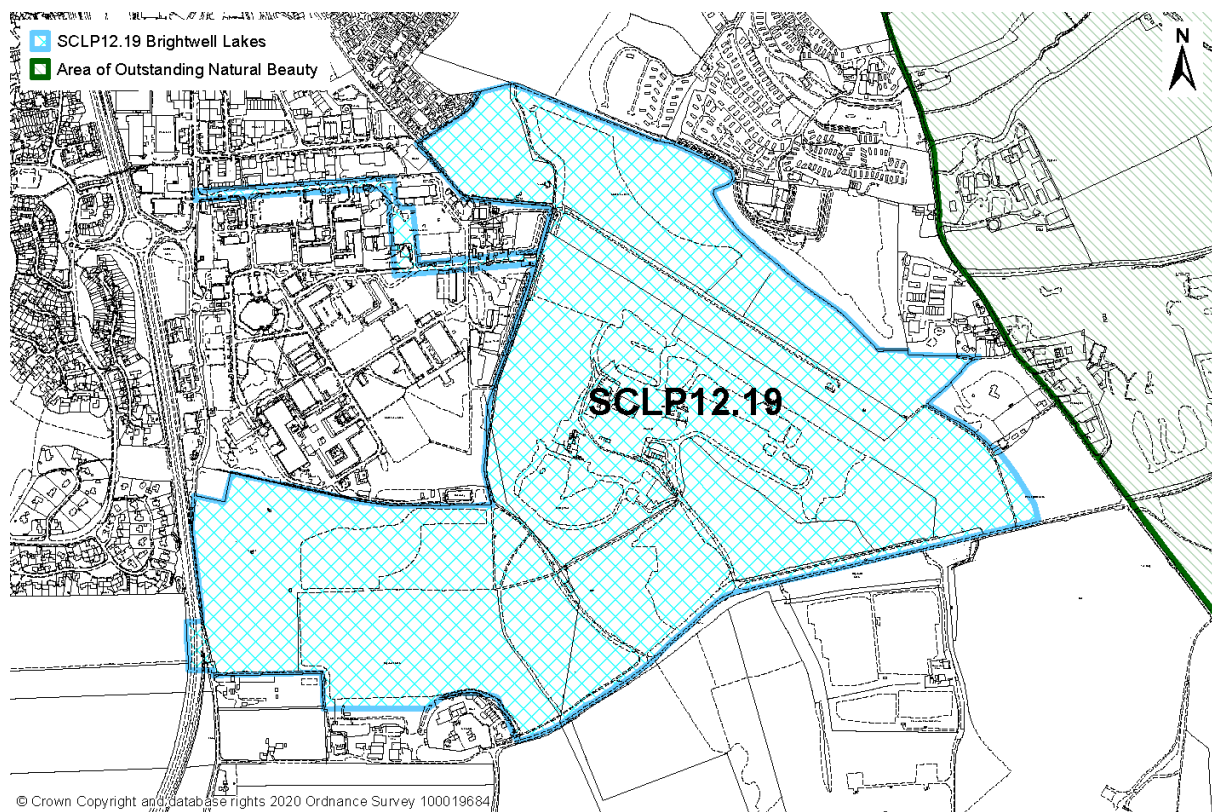 SCLP12.19 Brightwell Lakes
Area of Outstanding Natural Beauty
N
SCLP12.19
© Crown Copyright and database rights 2020 Ordnance Survey 100019684